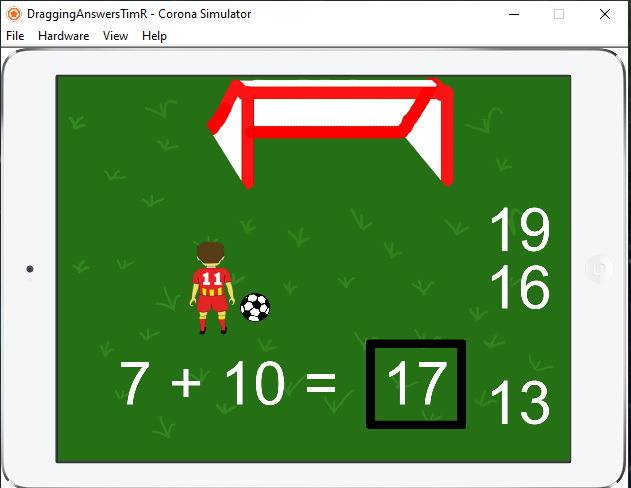 DraggingAnswersTimR - Corona Simulator
File Hardware View Help
19
16
11
7 + 10 = 17
13